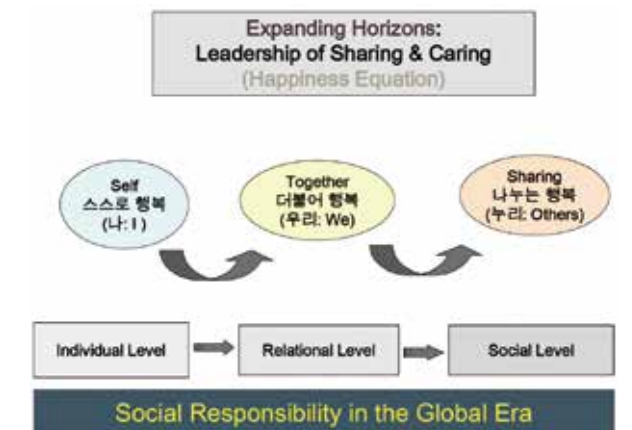 Expanding Horizons:
Leadership of Sharing & Caring
(Happiness Equation)
Self
스스로 행복
(나: I )
Together
더불어 행복
(우리: We)
Sharing
나누는 행복
(누리: Others)
Individual Level
Relational Level
Social Level
Social Responsibility in the Global Era